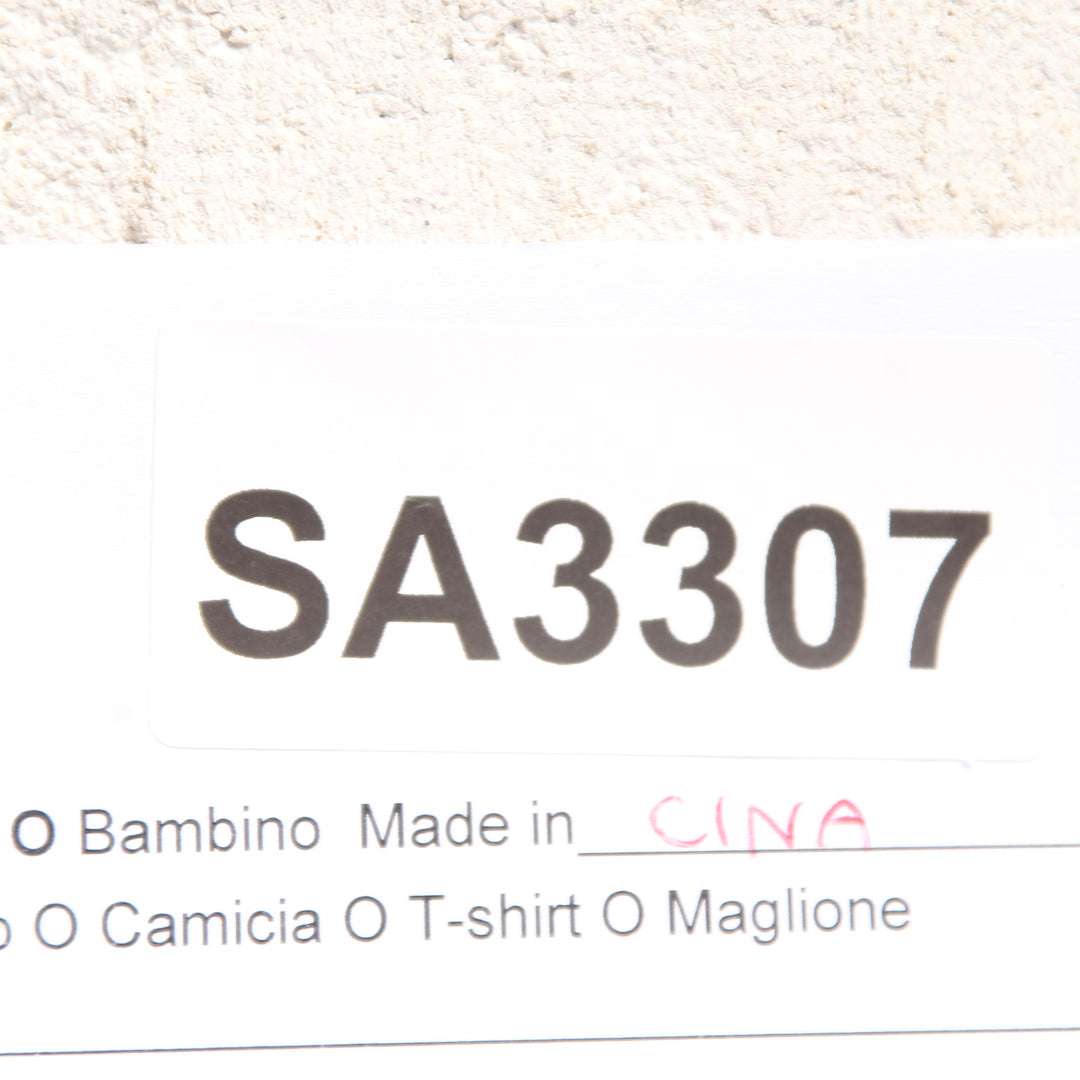 SA3307
O Bambino Made in CINA
O Camicia O T-shirt O Maglione